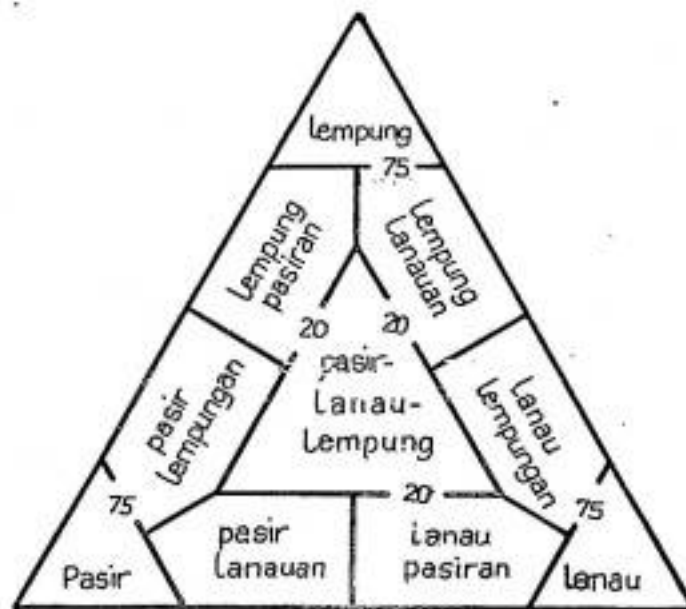 Lempung
75
Lempung
pasiran
Lempung
Lanauan
20
20
pasir-
Lanau-
Lempung
pasir
Lempungan
Lanau
Lempungan
75
20
75
Pasir
pasir
Lanauan
Lanau
pasiran
Lanau